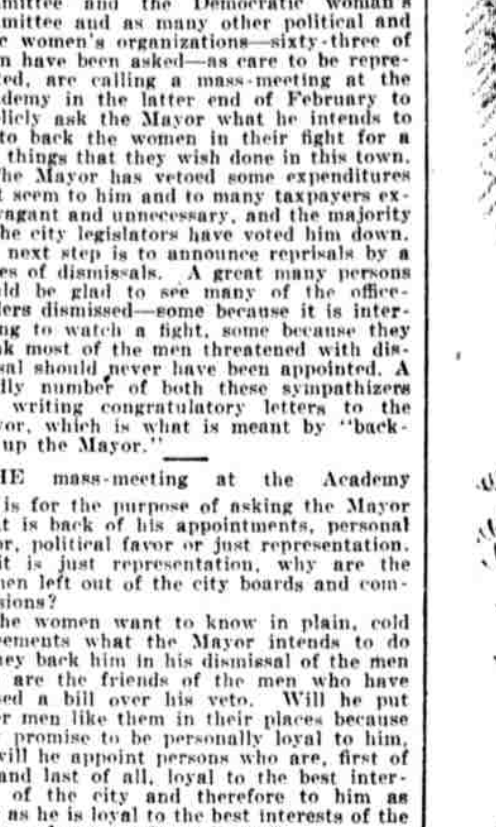 mittee and the Democratic Woman's
mittee and as many other political and
women's organizations—sixty-three of
n have been asked—as care to be repre-
ed, are calling a mass-meeting at the
demy in the latter end of February to
licly ask the Mayor what he intends to
to back the women in their fight for a
things that they wish done in this town.
he Mayor has vetoed some expenditures
t seem to him and to many taxpayers ex-
vagant and unnecessary, and the majority
he city legislators have voted him down.
next step is to announce reprisals by a
es of dismissals. A great many persons
ld be glad to see many of the office-
ders dismissed—some because it is inter-
ng to watch a fight, some because they
nk most of the men threatened with dis-
sal should never have been appointed. A
dly number of both these sympathizers
writing congratulatory letters to the
or, which is what is meant by "back-
up the Mayor."
HE mass-meeting at the Academy
is for the purpose of asking the Mayor
t is back of his appointments, personal
or, political favor or just representation.
it is just representation, why are the
men left out of the city boards and com-
sions?
he women want to know in plain, cold
ements what the Mayor intends to do
hey back him in his dismissal of the men
are the friends of the men who have
sed a bill over his veto. Will he put
r men like them in their places because
promise to be personally loyal to him,
will he appoint persons who are, first of
and last of all, loyal to the best inter-
of the city and therefore to him as
as he is loyal to the best interests of the